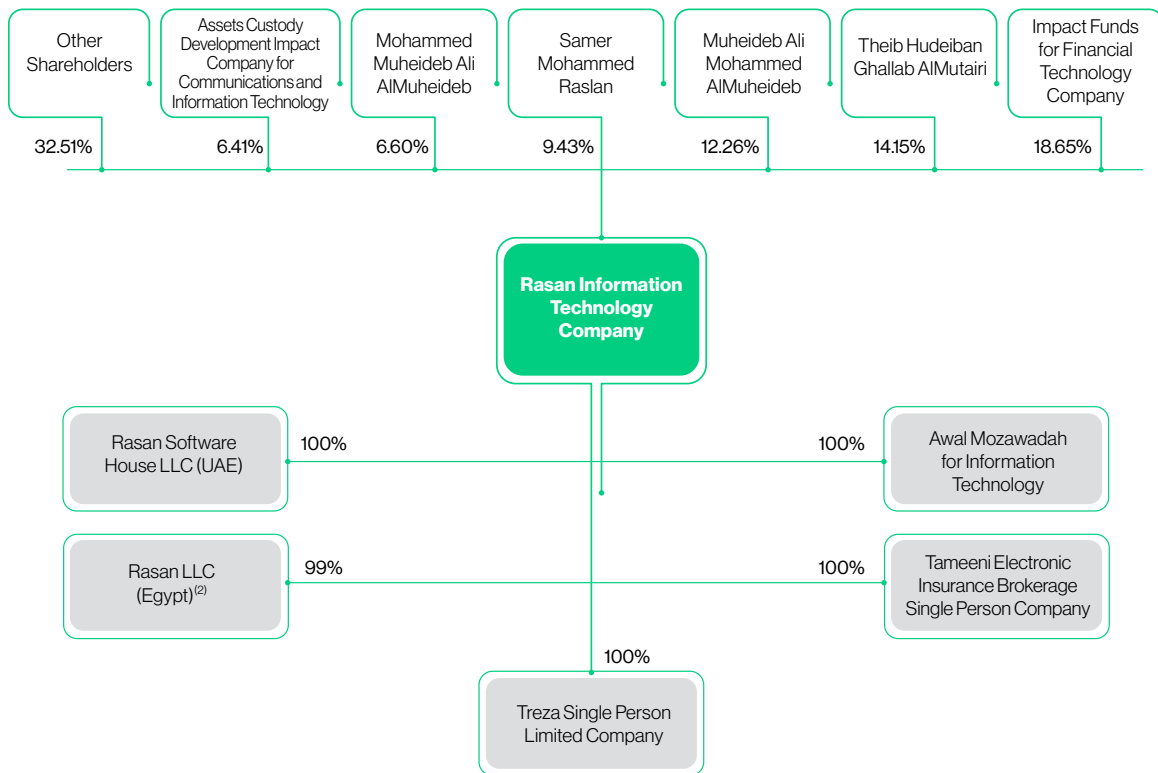 Other
Shareholders
32.51%
Assets Custody
Development Impact
Company for
Communications and
Information Technology
6.41%
Mohammed
Muheideb Ali
AlMuheideb
6.60%
Samer
Mohammed
Raslan
9.43%
Muheideb Ali
Mohammed
AlMuheideb
12.26%
Theib Hudeiban
Ghallab AlMutairi
14.15%
Impact Funds
for Financial
Technology
Company
18.65%
Rasan Information
Technology
Company
Rasan Software
House LLC (UAE)
100%
100%
Awal Mozawadah
for Information
Technology
Rasan LLC
(Egypt)(2)
99%
100%
Tameeni Electronic
Insurance Brokerage
Single Person Company
100%
Treza Single Person
Limited Company